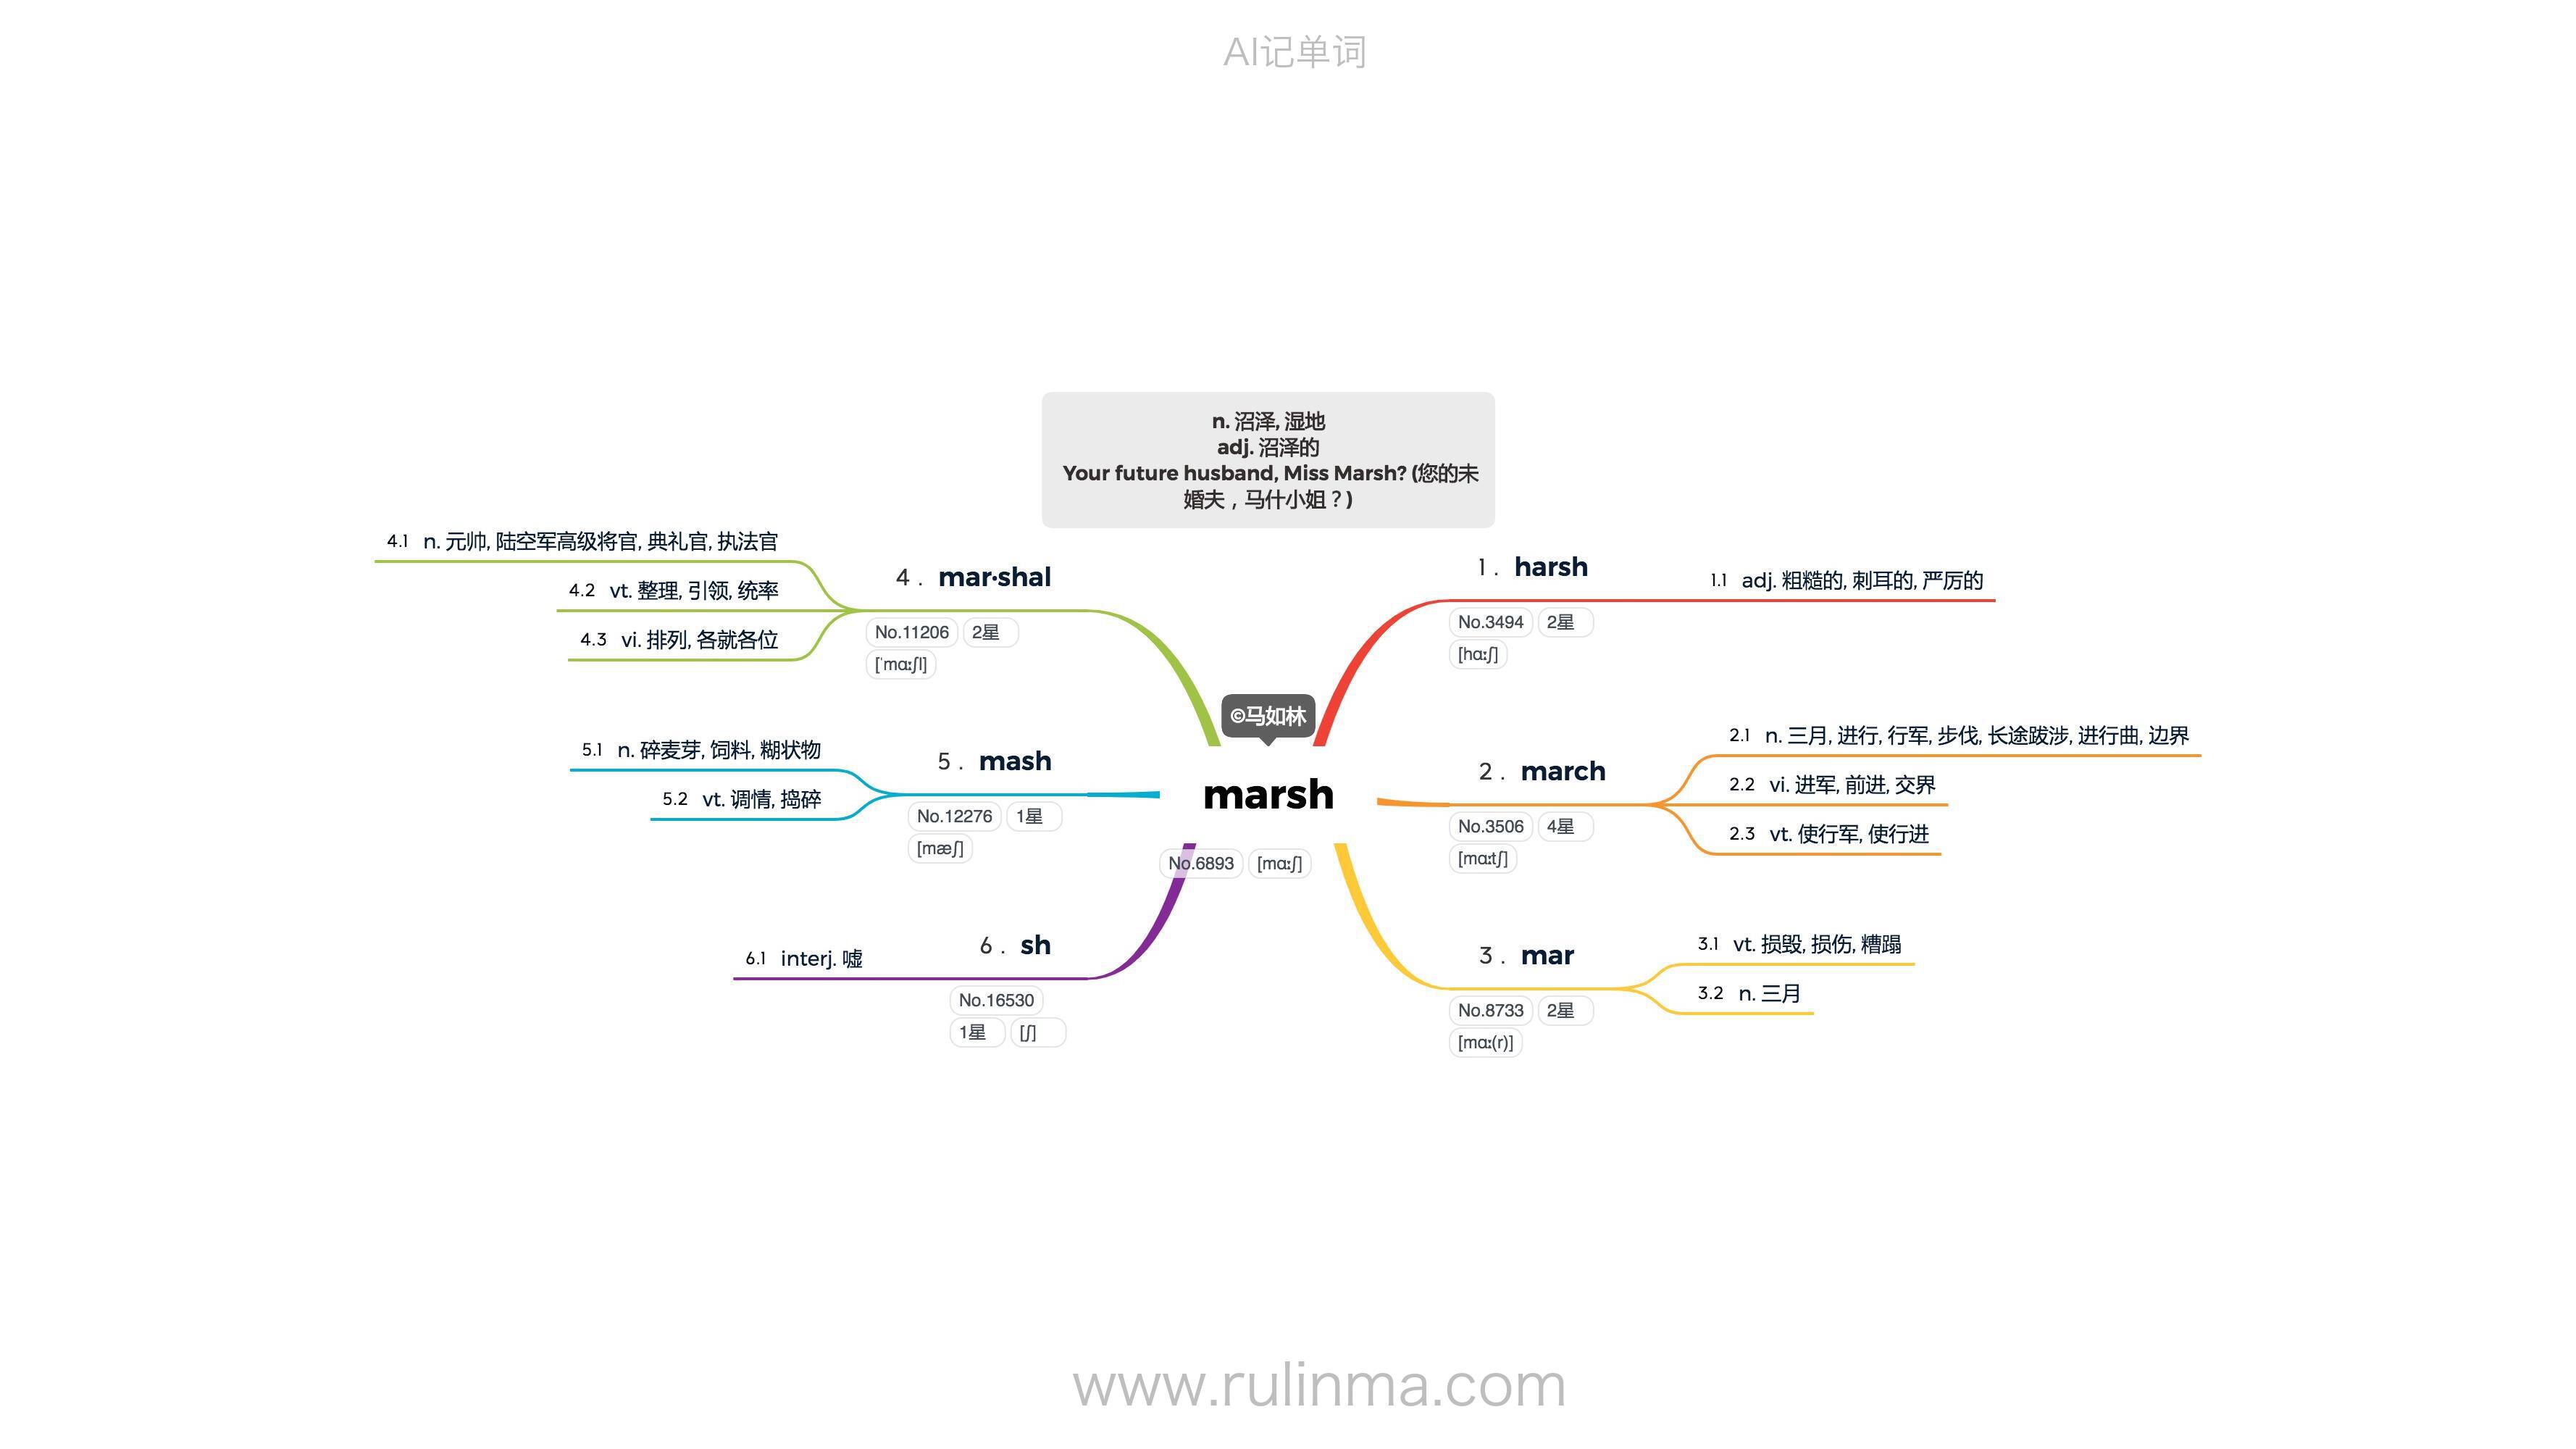 AI记单词
n. 沼泽, 湿地
adj. 沼泽的
Your future husband, Miss Marsh? (您的未
婚夫，马什小姐？)
©马如林
marsh
No.6893 [mɑːʃ]
1. harsh
No.3494 2星
[hɑːʃ]
1.1 adj. 粗糙的, 刺耳的, 严厉的
2. march
No.3506 4星
[mɑːtʃ]
2.1 n. 三月, 进行, 行军, 步伐, 长途跋涉, 进行曲, 边界
2.2 vi. 进军, 前进, 交界
2.3 vt. 使行军, 使行进
3. mar
No.8733 2星
[mɑː(r)]
3.1 vt. 损毁, 损伤, 糟蹋
3.2 n. 三月
4. mar·shal
No.11206 2星
[ˈmɑːʃl]
4.1 n. 元帅, 陆空军高级将官, 典礼官, 执法官
4.2 vt. 整理, 引领, 统率
4.3 vi. 排列, 各就各位
5. mash
No.12276 1星
[mæʃ]
5.1 n. 碎麦芽, 饲料, 糊状物
5.2 vt. 调情, 捣碎
6. sh
No.16530
1星 [ʃ]
6.1 interj. 嘘
www.rulinma.com